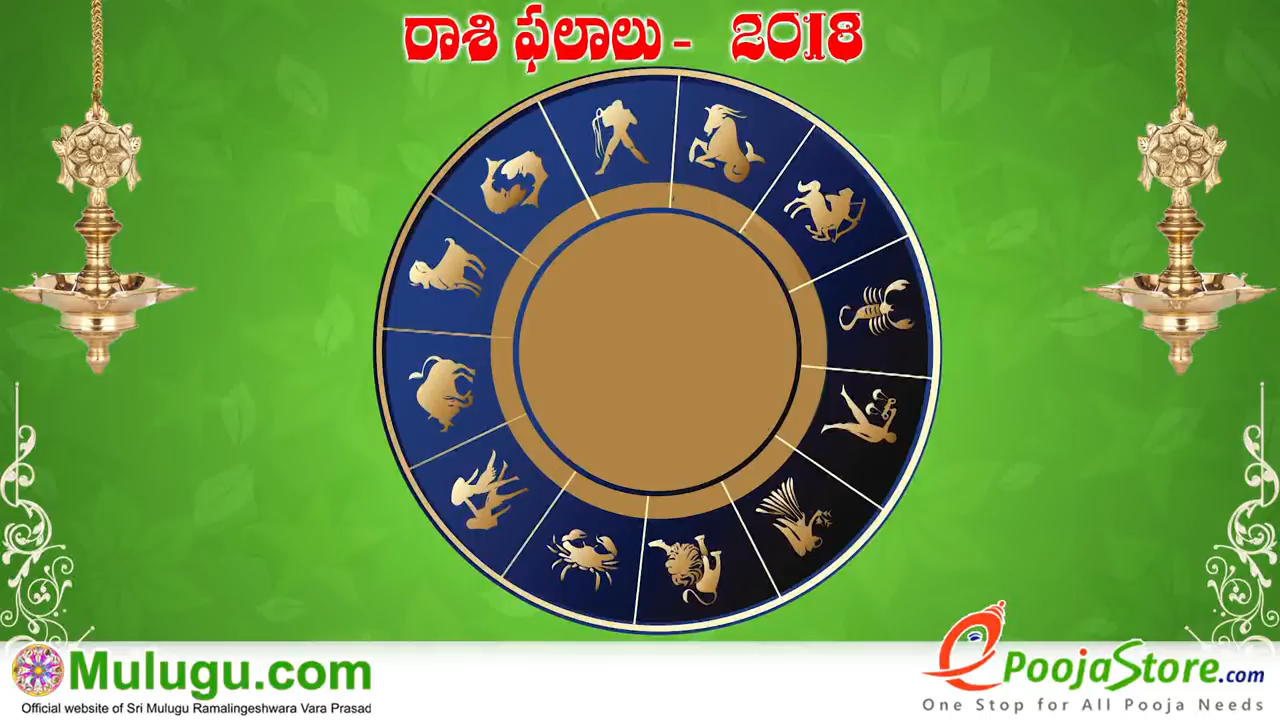 రాశి ఫలాలు - 2018
Mulugu.com
Official website of Sri Mulugu Ramalingeshwara Vara Prasad
ePoojaStore.com
One Stop for All Pooja Needs